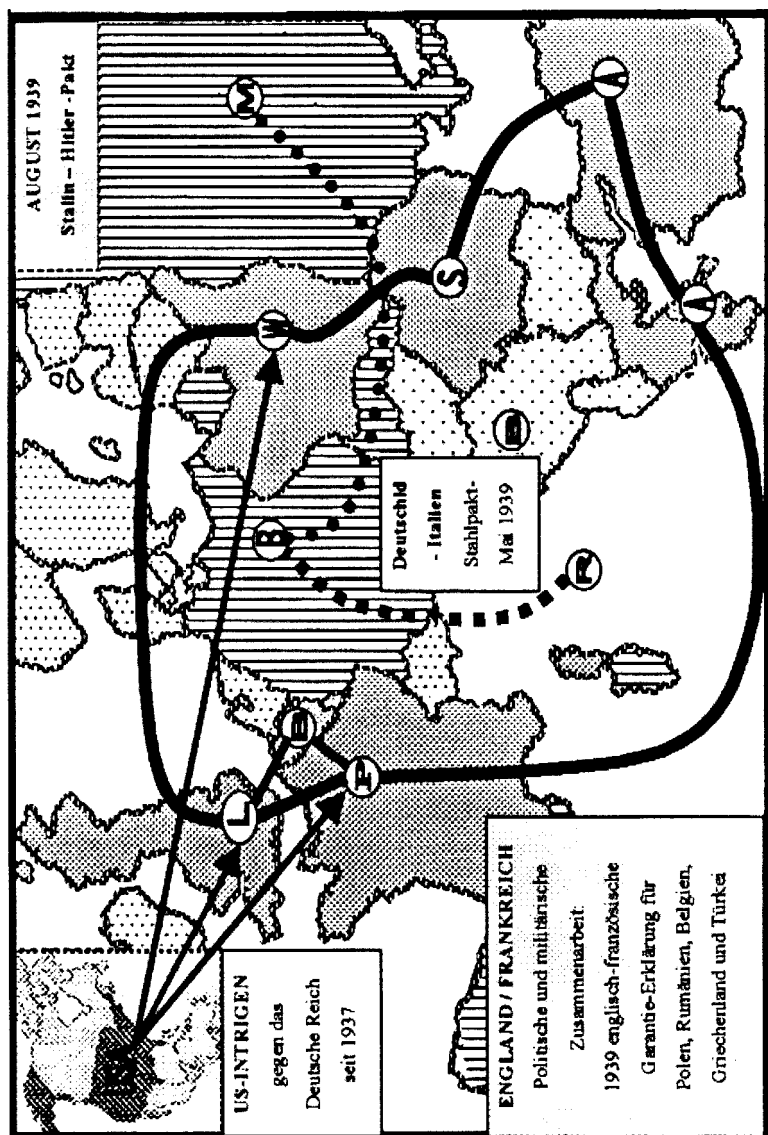 AUGUST 1939
Stalin – Hitler - Pakt
M
W
B
L
B
P
S
A
A
B
R
Deutschld
- Italien
Stahlpakt-
Mai 1939
US-INTRIGEN
gegen das
Deutsche Reich
seit 1937
ENGLAND / FRANKREICH
Politische und militärische
Zusammenarbeit:
1939 englisch-französische
Garantie-Erklärung für
Polen, Rumänien, Belgien,
Griechenland und Türkei